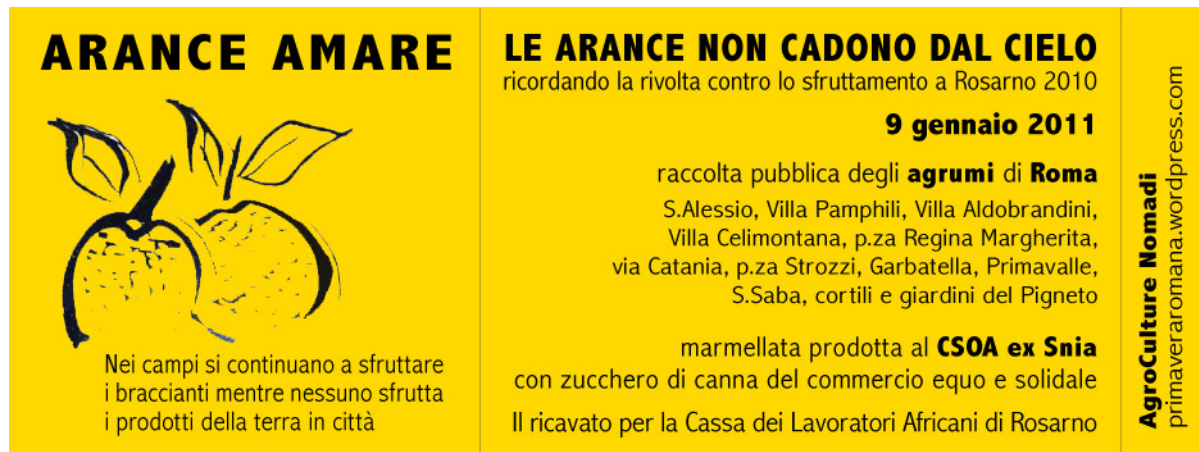 ARANCE AMARE
Nei campi si continuano a sfruttare
i braccianti mentre nessuno sfrutta
i prodotti della terra in città
LE ARANCE NON CADONO DAL CIELO
ricordando la rivolta contro lo sfruttamento a Rosarno 2010
9 gennaio 2011
raccolta pubblica degli agrumi di Roma
S.Alessio, Villa Pamphili, Villa Aldobrandini,
Villa Celimontana, p.za Regina Margherita,
via Catania, p.za Strozzi, Garbatella, Primavalle,
S.Saba, cortili e giardini del Pigneto
marmellata prodotta al CSOA ex Snia
con zucchero di canna del commercio equo e solidale
Il ricavato per la Cassa dei Lavoratori Africani di Rosarno
AgroCulture Nomadi
primaveraromana.wordpress.com